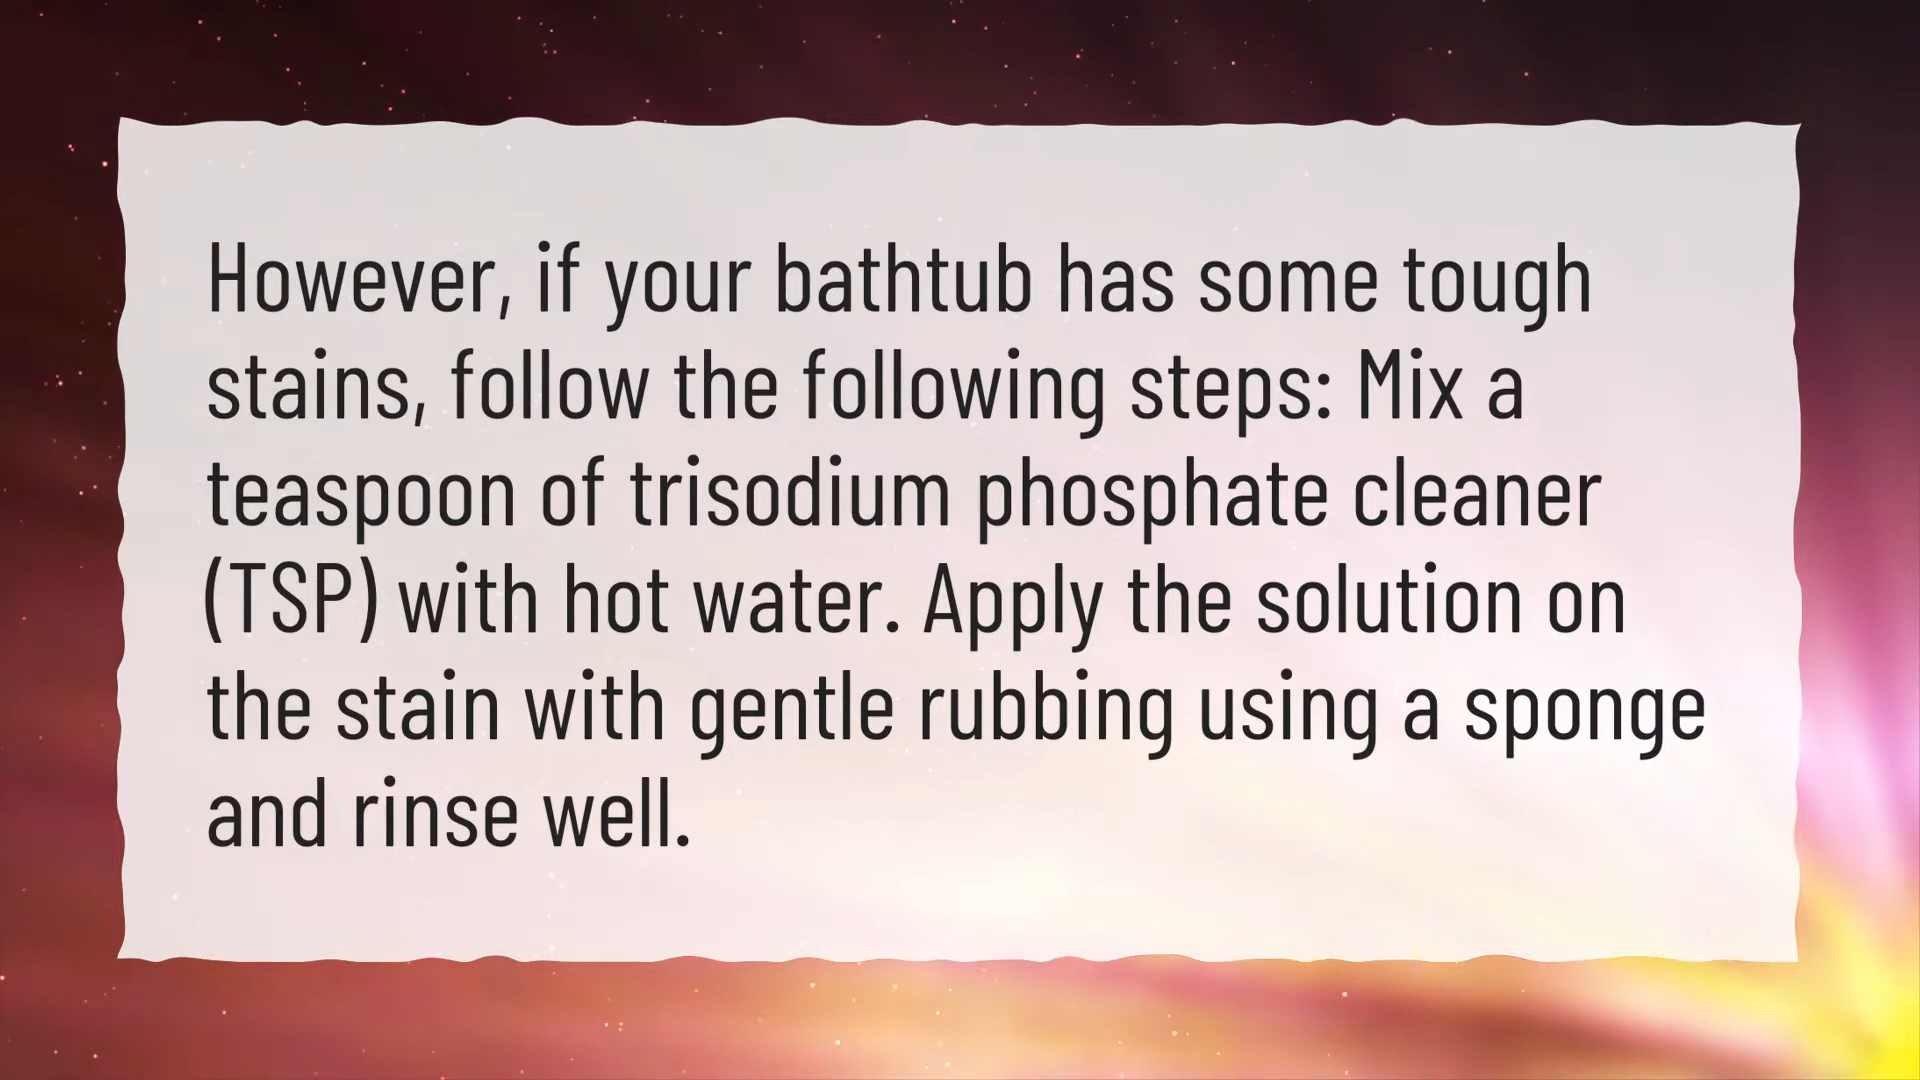 However, if your bathtub has some tough
stains, follow the following steps: Mix a
teaspoon of trisodium phosphate cleaner
(TSP) with hot water. Apply the solution on
the stain with gentle rubbing using a sponge
and rinse well.